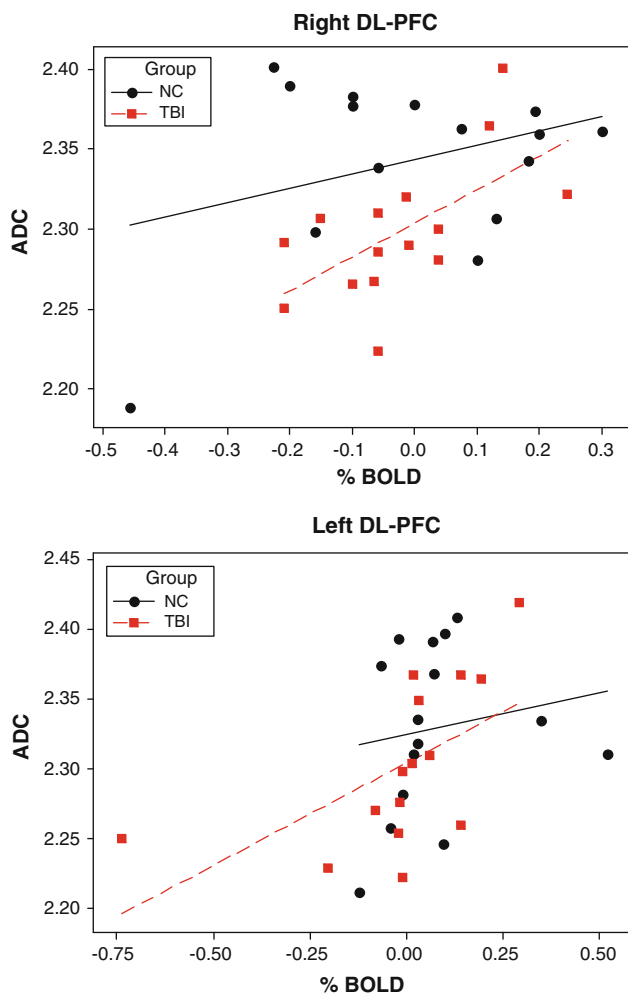 Right DL-PFC
Group
NC
TBI
2.40
2.35
2.30
2.25
2.20
ADC
-0.5 -0.4 -0.2 -0.2 -0.1 0.0 0.1 0.2 0.3
% BOLD
Left DL-PFC
Group
NC
TBI
2.45
2.40
2.35
2.30
2.25
2.20
ADC
-0.75 -0.50 -0.25 0.00 0.25 0.50
% BOLD